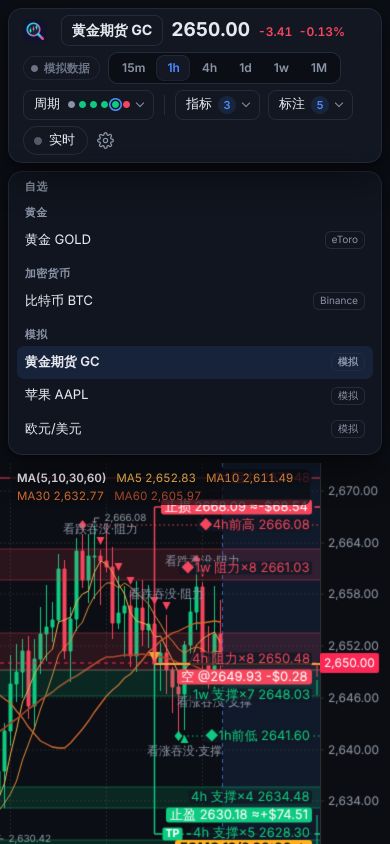 黄金期货 GC 2650.00 -3.41 -0.13%
模拟数据 15m 1h 4h 1d 1w 1M
周期 指标 3 标注 5
实时
自选
黄金
黄金 GOLD eToro
加密货币
比特币 BTC Binance
模拟
黄金期货 GC 模拟
苹果 AAPL 模拟
欧元/美元 模拟
MA(5,10,30,60) MA5 2,652.83 MA10 2,611.49
MA30 2,632.77 MA60 2,605.97
2,670.00
止损 2668.09 ≈-$68.54
2,666.08
4h前高 2666.08
看跌吞没·阻力
2,664.00
看跌吞没·阻力
1w 阻力×8 2661.03
2,658.00
看跌吞没·阻力
2,652.00
4h 阻力×8 2650.48
2,650.00
空 @2649.93 -$0.28
1w 支撑×7 2648.03
2,646.00
1h前低 2641.60
看涨吞没·支撑
2,640.00
4h 支撑×4 2634.48
2,634.00
止盈 2630.18 ≈+$74.51
TP 4h 支撑×5 2628.30
2,630.42